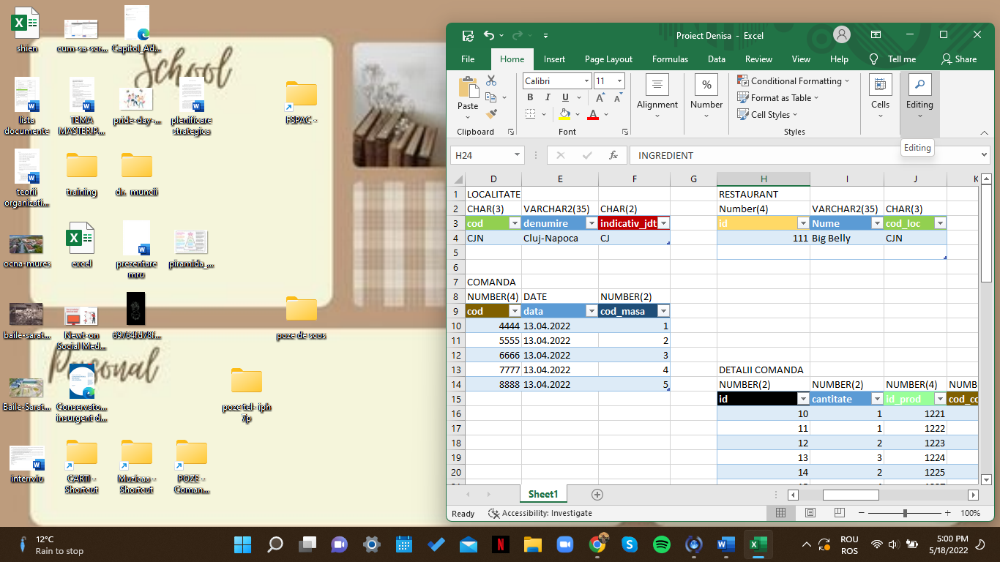 School
Personal
shien
cum-sa-scr...
Capitol_Ad...
lista documente
TEMA MASTERI P...
pride-day-...
plenificare strategica
FSPAC -
teorii organizati...
training
dr. muncii
ocna-mures
excel
prezentare mru
piramida_...
baile-sarat...
Newt-on Social Med...
69764fd78f...
poze de scos
Baile-Sarat...
Conservato... insurgent d...
poze tel- iph 7p
interrviu
CARTI - Shortcut
Muzicaa - Shortcut
POZE - Coman...
Proiect Denisa - Excel
File Home Insert Page Layout Formulas Data Review View Help Tell me Share
Paste
Clipboard
Calibri 11
B I U A A
A
Font
Alignment
%
Number
Conditional Formatting
Format as Table
Cell Styles
Styles
Cells
Editing
Editing
H24 fx INGREDIENT
D E F G H I J K
1 LOCALITATE RESTAURANT
2 CHAR(3) VARCHAR2(35) CHAR(2) Number(4) VARCHAR2(35) CHAR(3)
3 cod denumire indicativ_jdt id Nume cod_loc
4 CJN Cluj-Napoca CJ 111 Big Belly CJN
5
6
7 COMANDA
8 NUMBER(4) DATE NUMBER(2)
9 cod data cod_masa
10 4444 13.04.2022 1
11 5555 13.04.2022 2
12 6666 13.04.2022 3
13 7777 13.04.2022 4 DETALII COMANDA
14 8888 13.04.2022 5 NUMBER(2) NUMBER(2) NUMBER(4) NUMB
15 id cantitate id_prod cod_co
16 10 1 1221
17 11 1 1222
18 12 2 1223
19 13 3 1224
20 14 2 1225
Sheet1
Ready Accessibility: Investigate 100%
12°C
Rain to stop
ROU
ROS
5:00 PM
5/18/2022